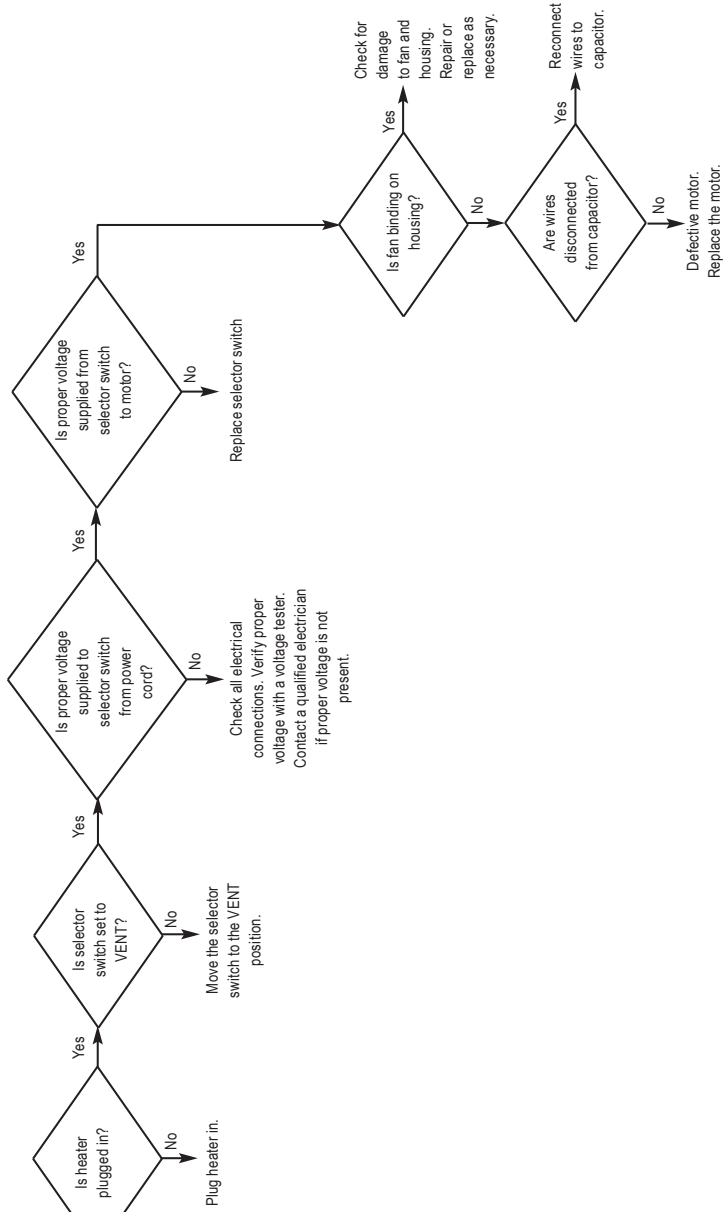 Is heater
plugged in?
No
Plug heater in.
Yes
Is selector
switch set to
VENT?
No
Move the selector
switch to the VENT
position.
Yes
Is proper voltage
supplied to
selector switch
from power
cord?
No
Check all electrical
connections. Verify proper
voltage with a voltage tester.
Contact a qualified electrician
if proper voltage is not
present.
Yes
Is proper voltage
supplied from
selector switch
to motor?
No
Replace selector switch
Yes
Is fan binding on
housing?
Yes
Check for
damage
to fan and
housing.
Repair or
replace as
necessary.
No
Are wires
disconnected
from capacitor?
Yes
Reconnect
wires to
capacitor.
No
Defective motor.
Replace the motor.